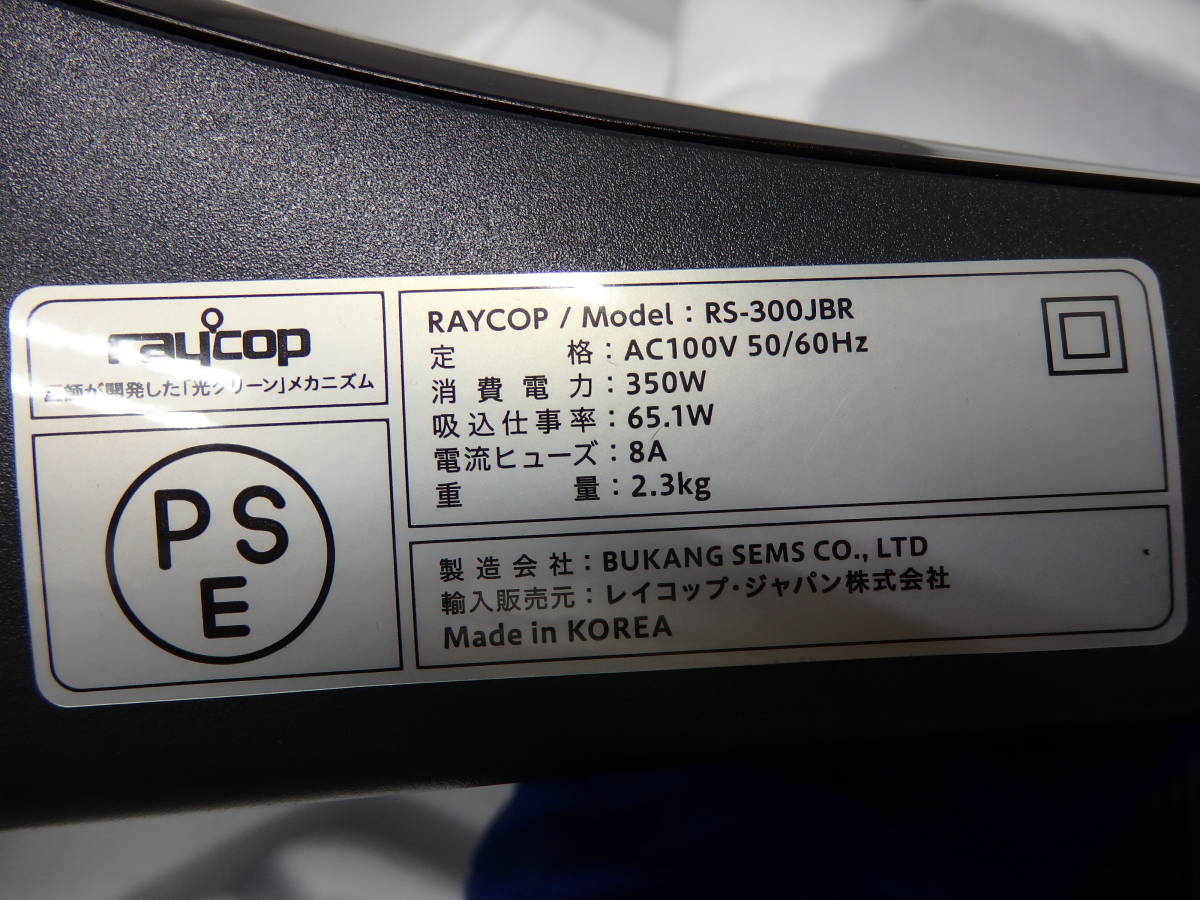 raycop
医師が開発した「光クリーン」メカニズム
PSE
RAYCOP / Model : RS-300JBR
定格 : AC100V 50/60Hz
消費電力 : 350W
吸込仕事率 : 65.1W
電流ヒューズ : 8A
重量 : 2.3kg
製造会社 : BUKANG SEMS CO., LTD
輸入販売元 : レイコップ・ジャパン株式会社
Made in KOREA